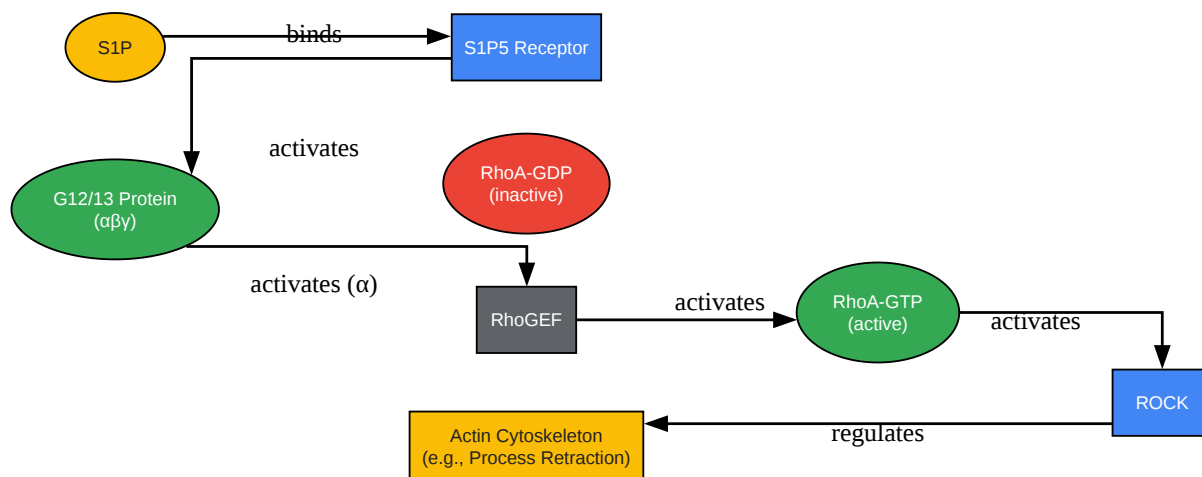 S1P
binds
S1P5 Receptor
activates
RhoA-GDP
(inactive)
G12/13 Protein
(αβγ)
activates (α)
RhoGEF
activates
RhoA-GTP
(active)
activates
ROCK
regulates
Actin Cytoskeleton
(e.g., Process Retraction)